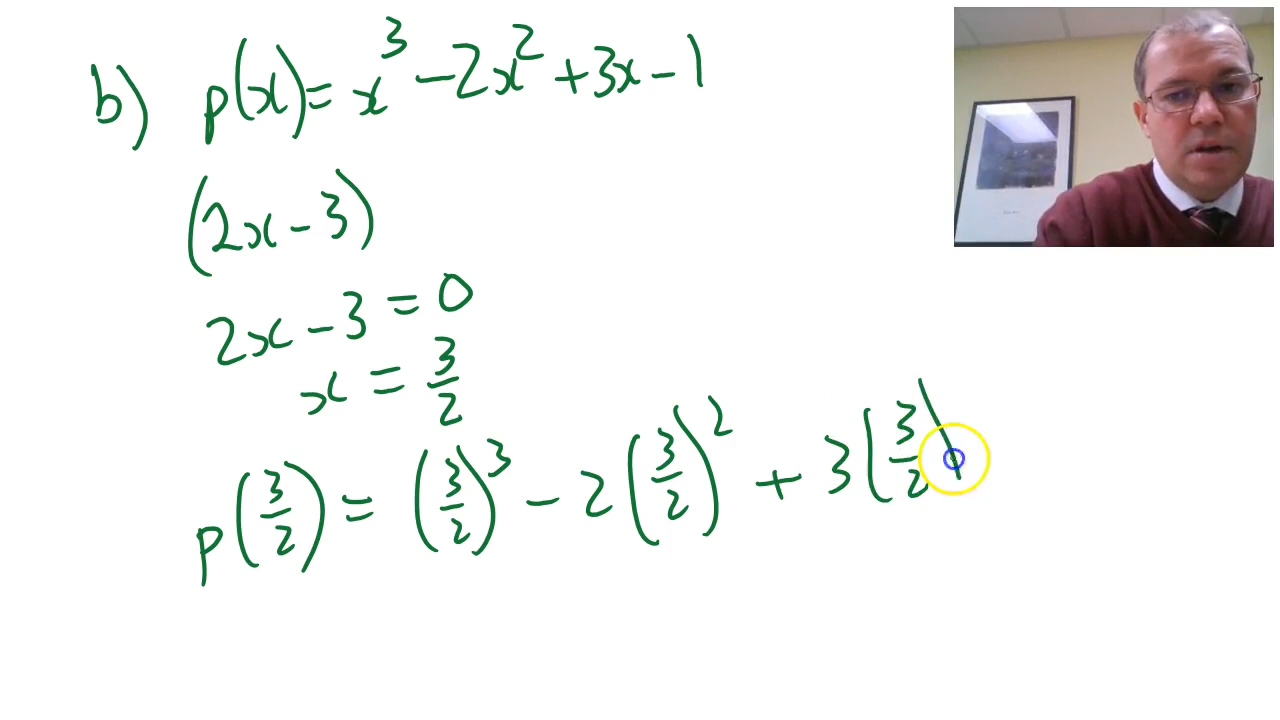 b) p(x) = x³ - 2x² + 3x - 1
(2x - 3)
2x - 3 = 0
x = 3/2
p(3/2) = (3/2)³ - 2(3/2)² + 3(3/2)